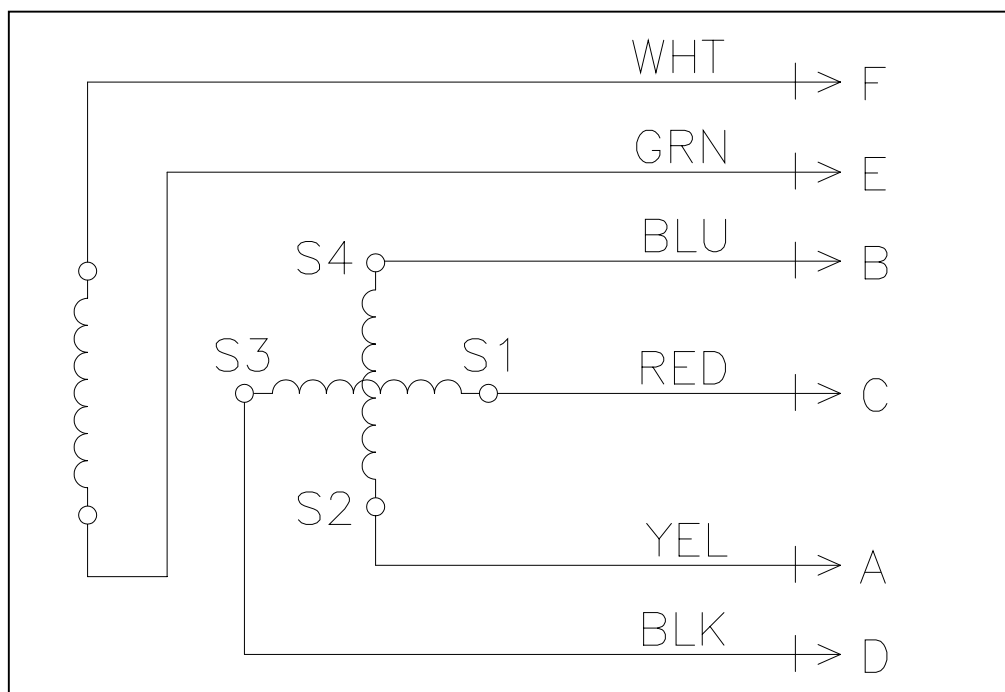 WHT F
GRN E
S4 BLU B
S3 S1 RED C
S2
YEL A
BLK D